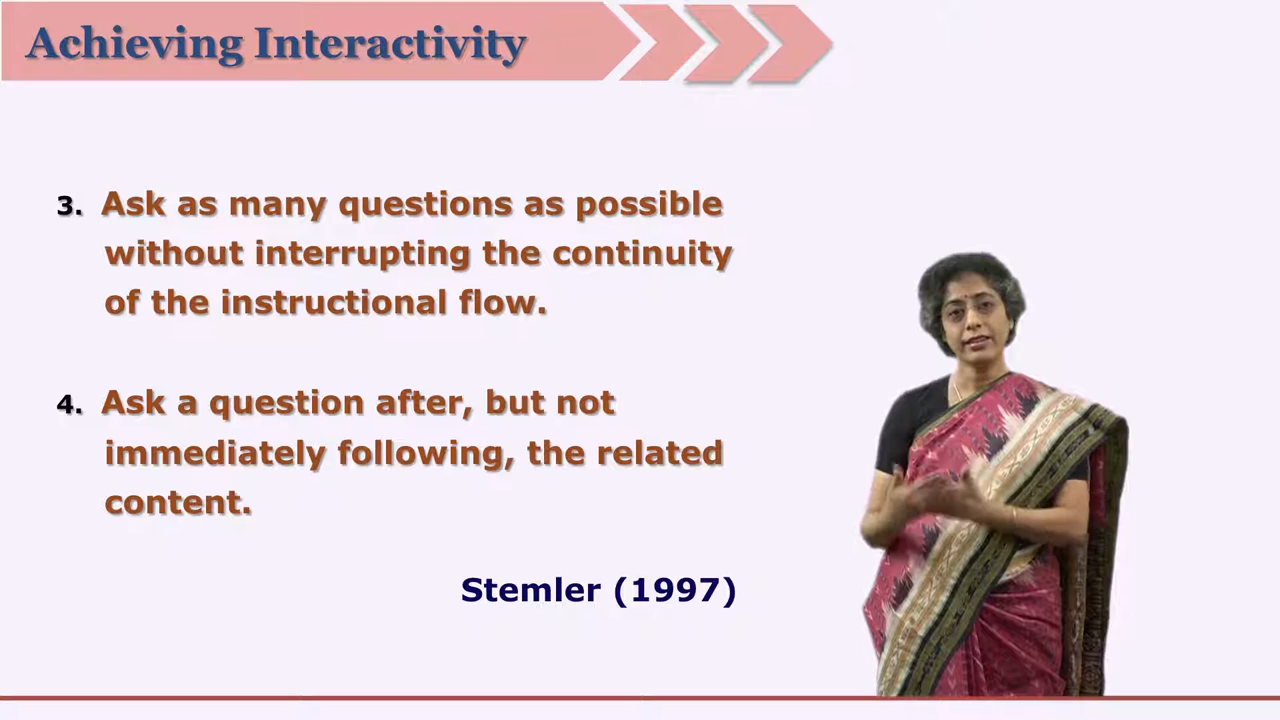 Achieving Interactivity
3. Ask as many questions as possible
without interrupting the continuity
of the instructional flow.
4. Ask a question after, but not
immediately following, the related
content.
Stemler (1997)